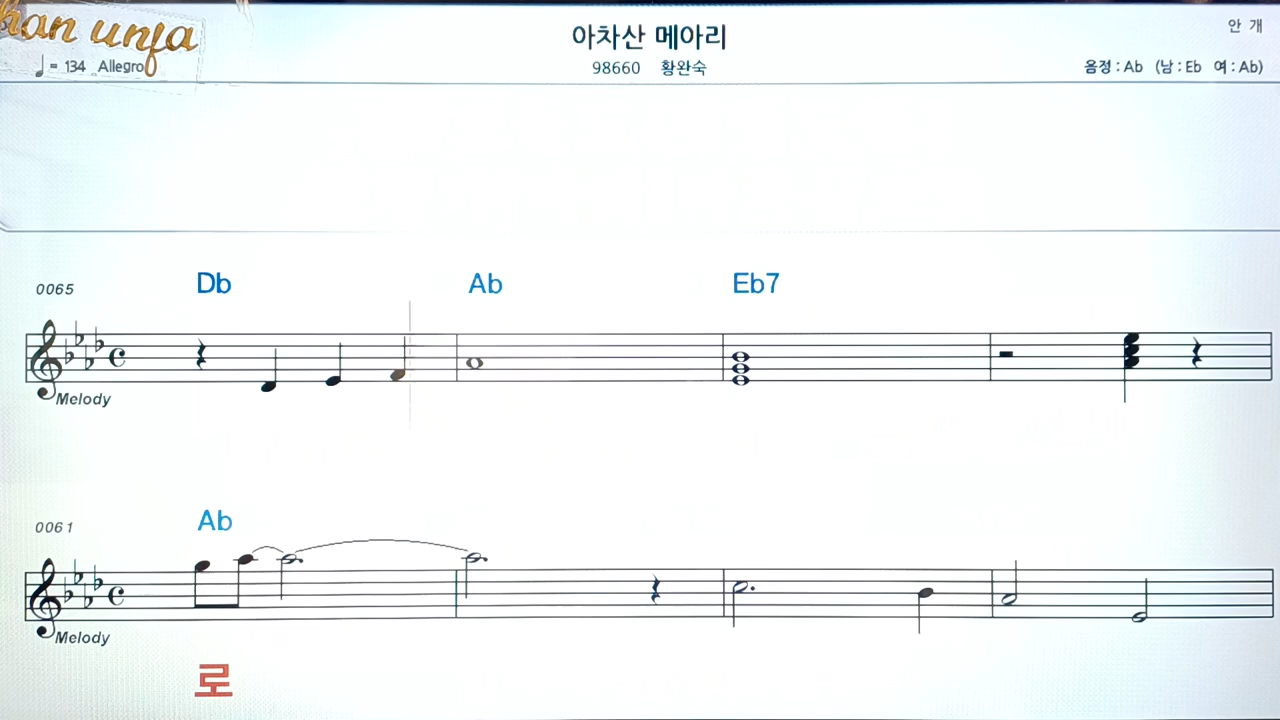 han unja
아차산 메아리
안 개
♩ = 134 Allegro
98660 황완숙
음정 : Ab (남 : Eb 여 : Ab)
0065
Db Ab Eb7
Melody
0061
Ab
Melody
로